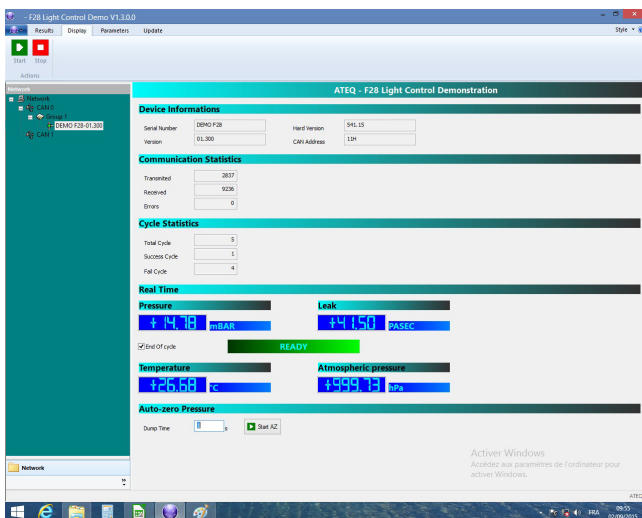 - F28 Light Control Demo V1.3.0.0
Results Display Parameters Update Style
Start Stop
Actions
Network
ATEQ - F28 Light Control Demonstration
Network
CAN 0
Group 1
DEMO F28-01.300
CAN 1
Device Informations
Serial Number DEMO F28 Hard Version 541.15
Version 01.300 CAN Address 11H
Communication Statistics
Transmited 2837
Received 9236
Errors 0
Cycle Statistics
Total Cycle 5
Success Cycle 1
Fail Cycle 4
Real Time
Pressure Leak
+14,78 mBAR +41,50 PASEC
End Of cycle READY
Temperature Atmospheric pressure
+26.68 °C +999.73 hPa
Auto-zero Pressure
Dump Time s Start AZ
Activer Windows
Accédez aux paramètres de l'ordinateur pour
activer Windows.
Network
ATEQ
FRA 09:55
02/09/2015